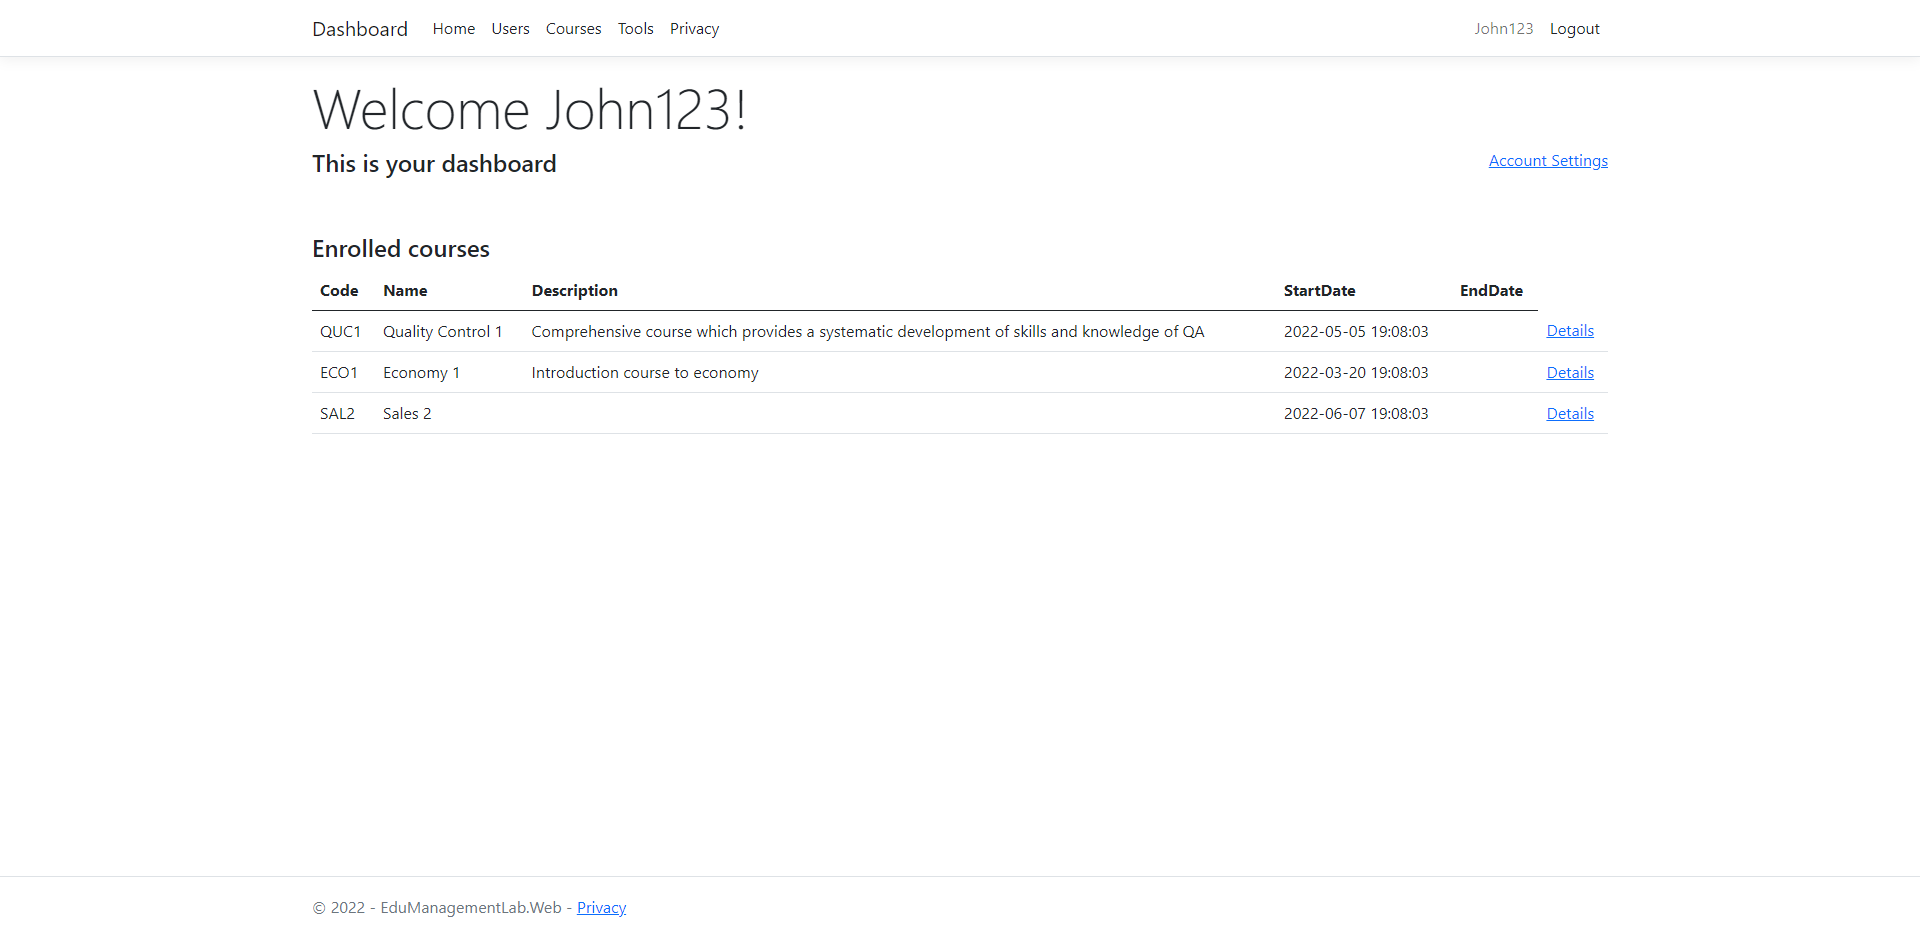 Dashboard Home Users Courses Tools Privacy John123 Logout
Welcome John123!
This is your dashboard Account Settings
Enrolled courses
Code Name Description StartDate EndDate
QUC1 Quality Control 1 Comprehensive course which provides a systematic development of skills and knowledge of QA 2022-05-05 19:08:03 Details
ECO1 Economy 1 Introduction course to economy 2022-03-20 19:08:03 Details
SAL2 Sales 2 2022-06-07 19:08:03 Details
© 2022 - EduManagementLab.Web - Privacy